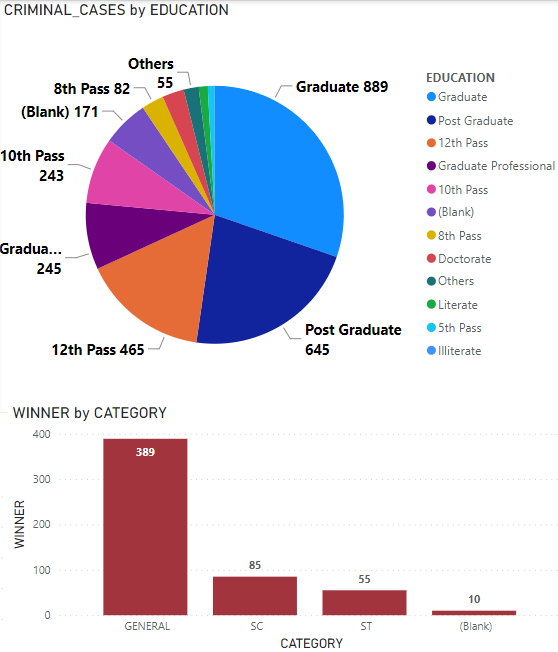 CRIMINAL_CASES by EDUCATION
Others
55
8th Pass 82
(Blank) 171
10th Pass
243
Gradua...
245
12th Pass 465
Graduate 889
Post Graduate
645
EDUCATION
Graduate
Post Graduate
12th Pass
Graduate Professional
10th Pass
(Blank)
8th Pass
Doctorate
Others
Literate
5th Pass
Illiterate
WINNER by CATEGORY
WINNER
400
300
200
100
0
389
85
55
10
GENERAL
SC
ST
(Blank)
CATEGORY